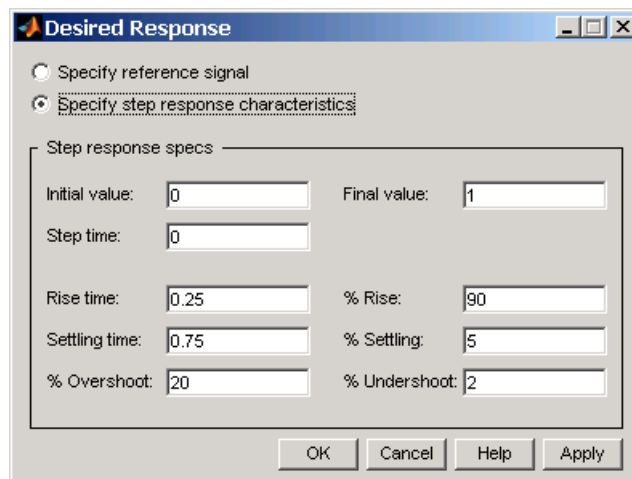 Desired Response
Specify reference signal
Specify step response characteristics
Step response specs
Initial value: 0 Final value: 1
Step time: 0
Rise time: 0.25 % Rise: 90
Settling time: 0.75 % Settling: 5
% Overshoot: 20 % Undershoot: 2
OK Cancel Help Apply